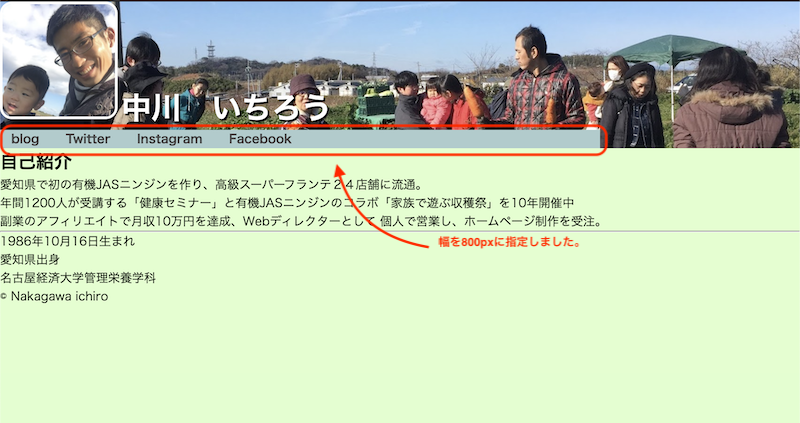 中川　いちろう
blog Twitter Instagram Facebook
自己紹介
愛知県で初の有機JASニンジンを作り、高級スーパーフランテ２４店舗に流通。
年間1200人が受講する「健康セミナー」と有機JASニンジンのコラボ「家族で遊ぶ収穫祭」を10年開催中
副業のアフィリエイトで月収10万円を達成、Webディレクターとして 個人で営業し、ホームページ制作を受注。
幅を800pxに指定しました。
1986年10月16日生まれ
愛知県出身
名古屋経済大学管理栄養学科
© Nakagawa ichiro